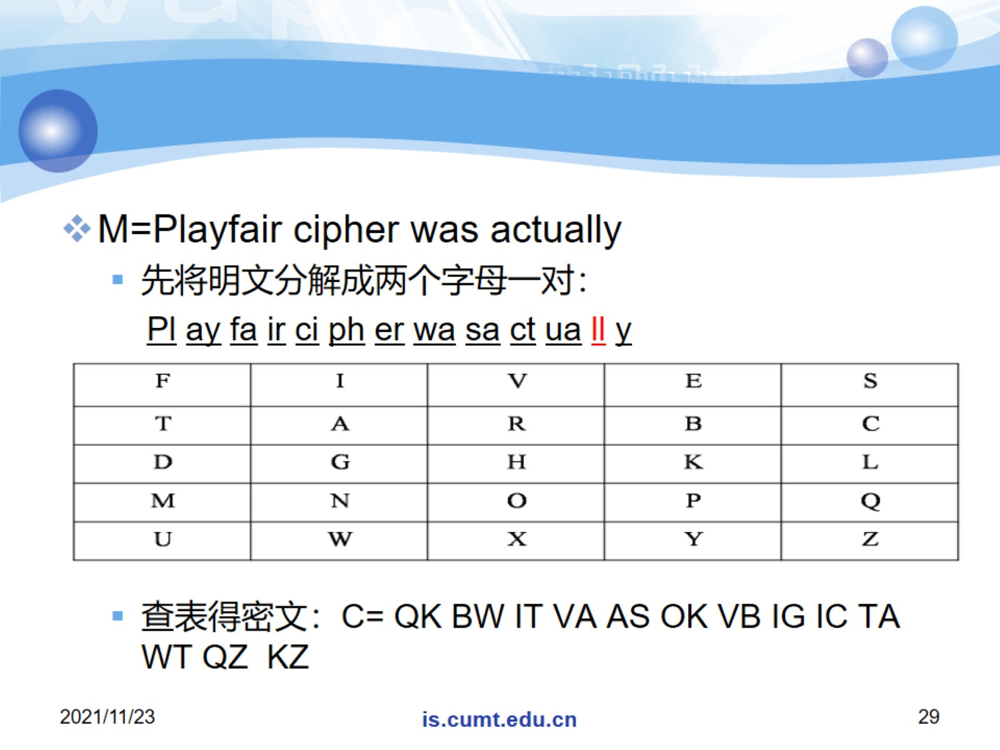 M=Playfair cipher was actually
先将明文分解成两个字母一对：
Pl ay fa ir ci ph er wa sa ct ua ll y
F I V E S
T A R B C
D G H K L
M N O P Q
U W X Y Z
查表得密文：C= QK BW IT VA AS OK VB IG IC TA
WT QZ KZ
2021/11/23 is.cumt.edu.cn 29